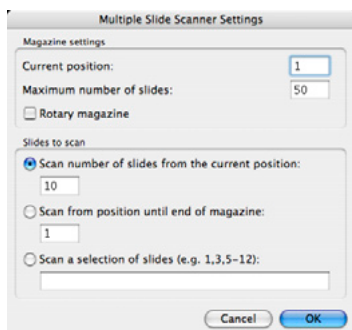 Multiple Slide Scanner Settings
Magazine settings
Current position: 1
Maximum number of slides: 50
Rotary magazine
Slides to scan
Scan number of slides from the current position:
10
Scan from position until end of magazine:
1
Scan a selection of slides (e.g. 1,3,5-12):
Cancel OK